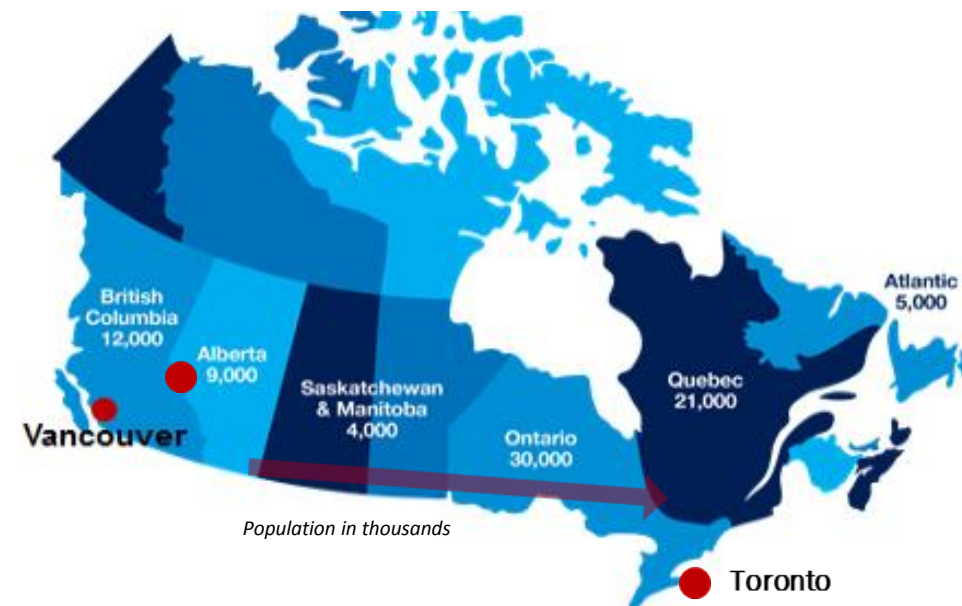 British
Columbia
12,000
Alberta
9,000
Saskatchewan
& Manitoba
4,000
Ontario
30,000
Quebec
21,000
Atlantic
5,000
Vancouver
Population in thousands
Toronto